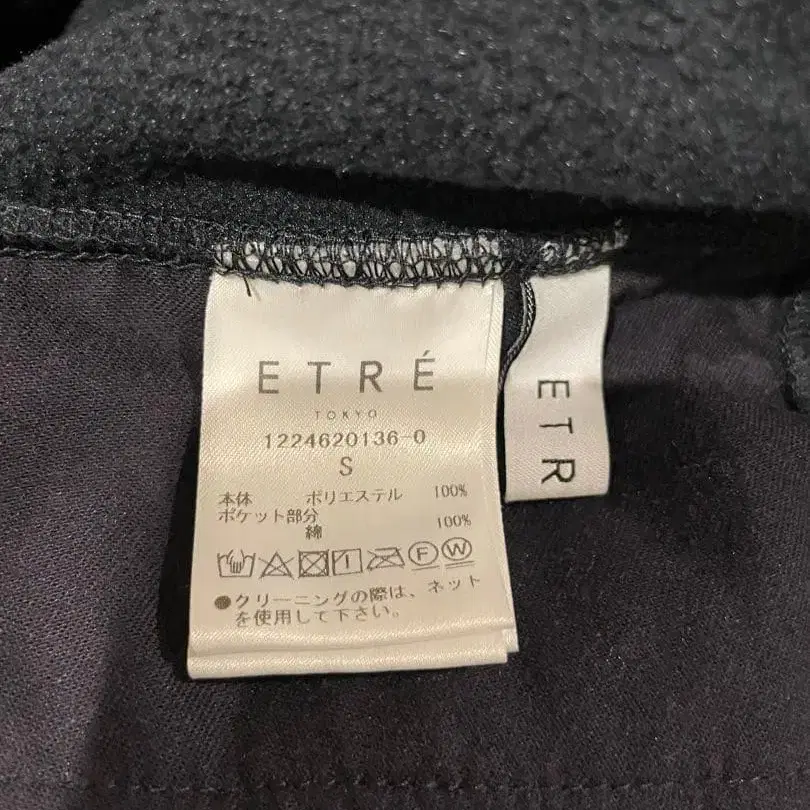 ETRÉ
TOKYO
1224620136-0
S
本体 ポリエステル 100%
ポケット部分
綿 100%
F W
●クリーニングの際は、ネット
を使用して下さい。
ETR